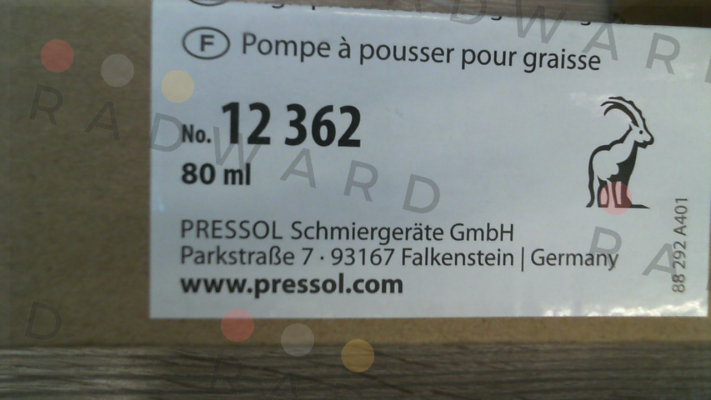 F Pompe à pousser pour graisse
No. 12 362
80 ml
PRESSOL Schmiergeräte GmbH
Parkstraße 7 · 93167 Falkenstein | Germany
www.pressol.com
88 292 A401
RADWARD